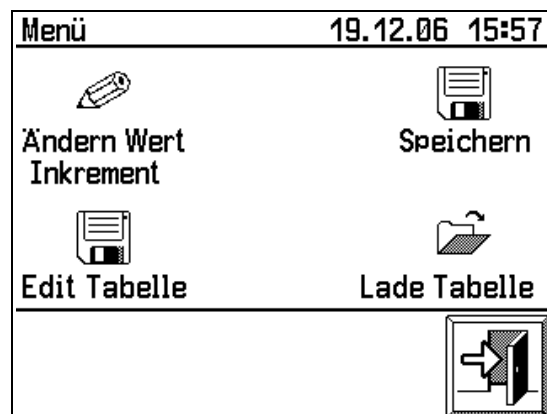 Menü 19.12.06 15:57
Ändern Wert
Inkrement
Speichern
Edit Tabelle
Lade Tabelle